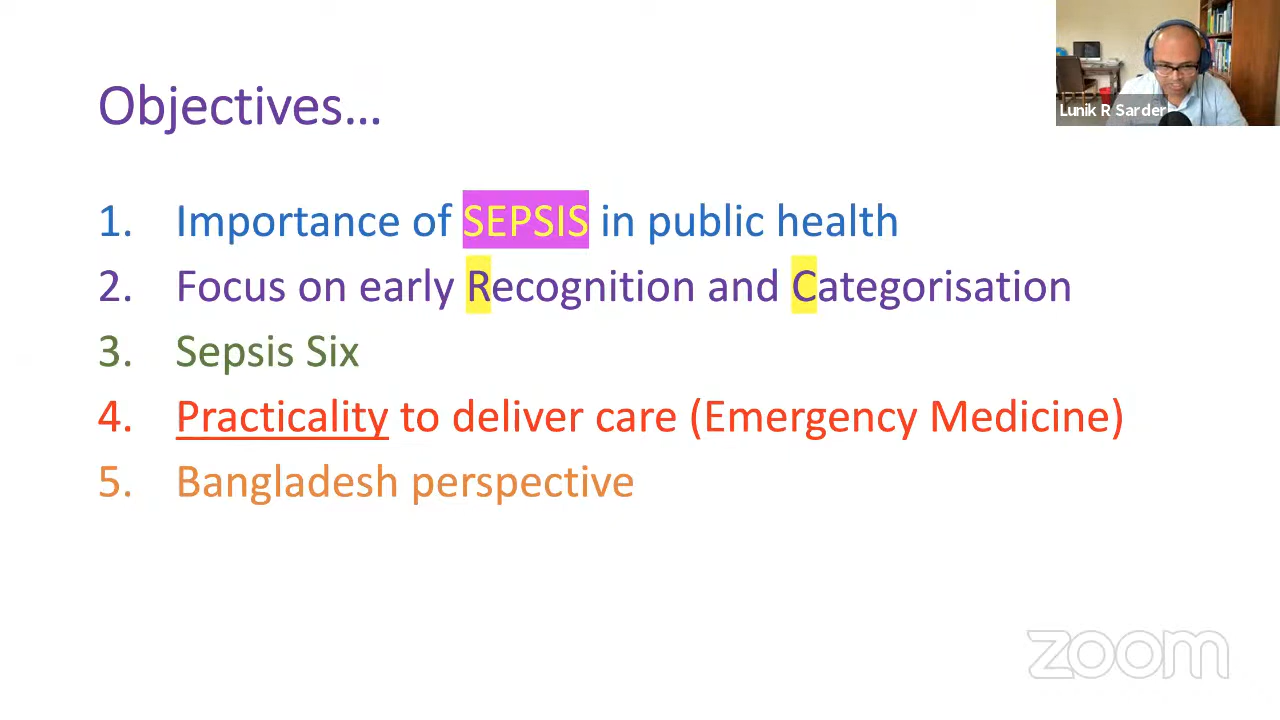 Objectives...
Lunik R Sarder
1. Importance of SEPSIS in public health
2. Focus on early Recognition and Categorisation
3. Sepsis Six
4. Practicality to deliver care (Emergency Medicine)
5. Bangladesh perspective
zoom